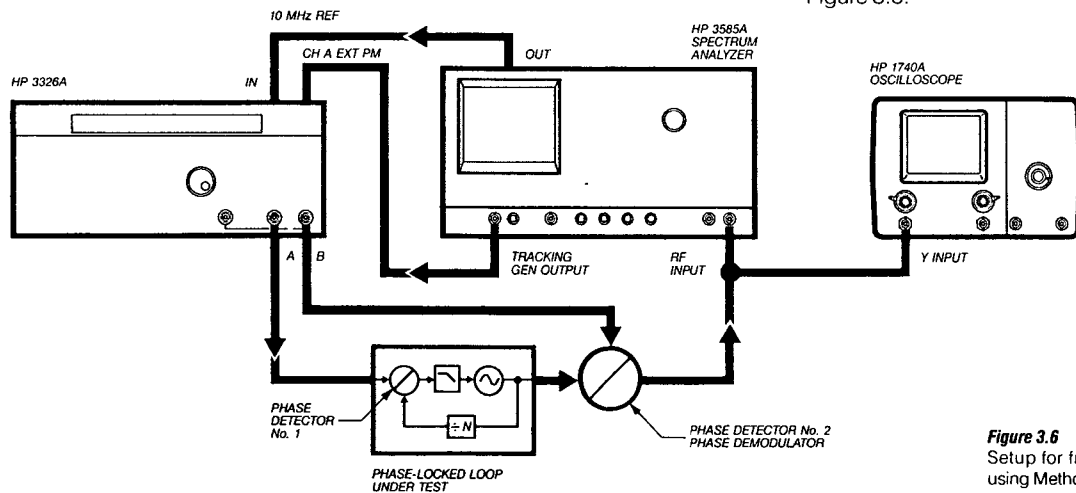 Figure 3.5.
10 MHz REF
CH A EXT PM
OUT
HP 3585A
SPECTRUM
ANALYZER
HP 3326A
IN
HP 1740A
OSCILLOSCOPE
A
B
TRACKING
GEN OUTPUT
RF
INPUT
Y INPUT
÷ N
PHASE
DETECTOR
No. 1
PHASE DETECTOR No. 2
PHASE DEMODULATOR
PHASE-LOCKED LOOP
UNDER TEST
Figure 3.6
Setup for
using